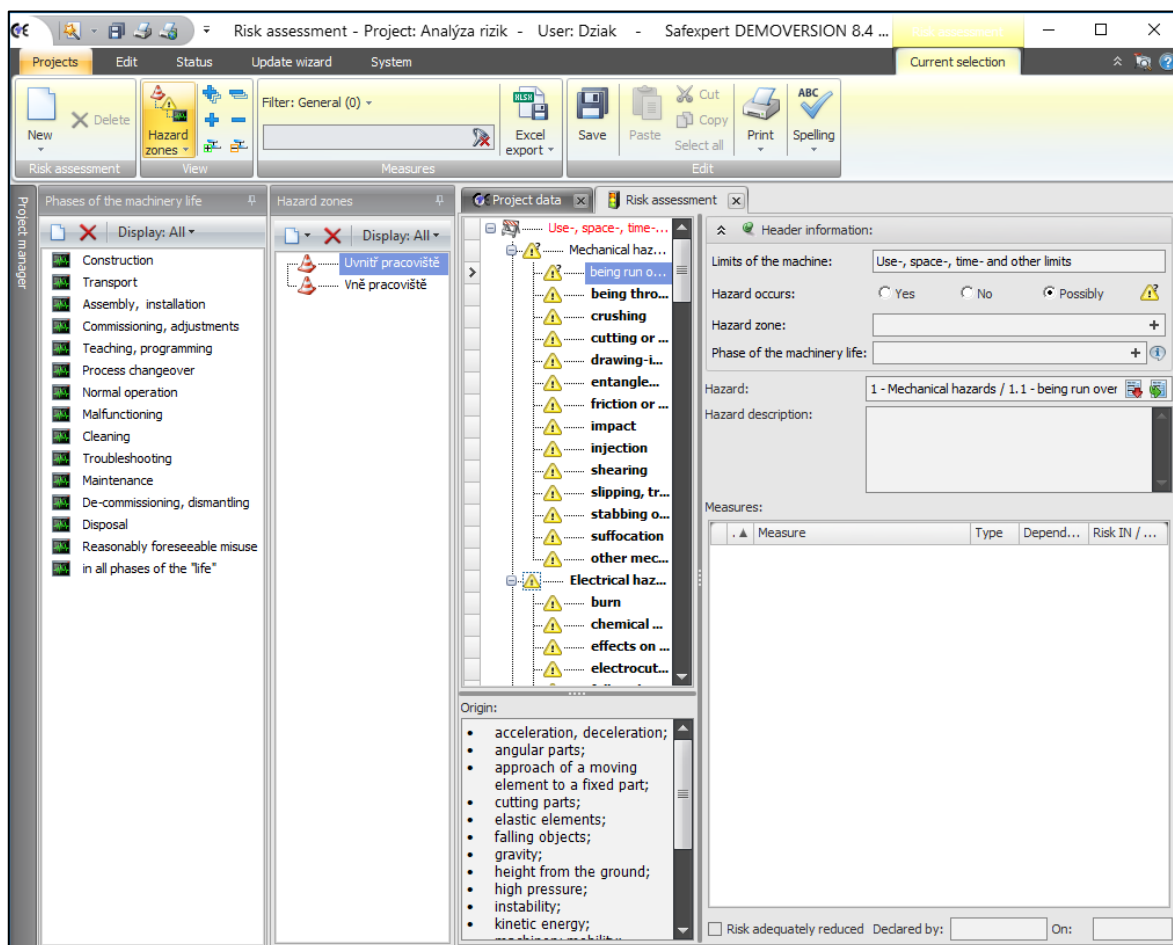 Risk assessment - Project: Analýza rizik - User: Dziak - Safexpert DEMOVERSION 8.4 ...
Projects Edit Status Update wizard System Current selection
New
Delete
Risk assessment
Hazard zones
View
Filter: General (0)
XLSX
Excel export
Measures
Save
Paste
Cut
Copy
Select all
Print
ABC
Spelling
Edit
Project manager
Phases of the machinery life
Display: All
Construction
Transport
Assembly, installation
Commissioning, adjustments
Teaching, programming
Process changeover
Normal operation
Malfunctioning
Cleaning
Troubleshooting
Maintenance
De-commissioning, dismantling
Disposal
Reasonably foreseeable misuse
in all phases of the "life"
Hazard zones
Display: All
Uvnitř pracoviště
Vně pracoviště
Project data
Risk assessment
Use-, space-, time-...
Mechanical haz...
being run o...
being thro...
crushing
cutting or ...
drawing-i...
entangle...
friction or ...
impact
injection
shearing
slipping, tr...
stabbing o...
suffocation
other mec...
Electrical haz...
burn
chemical ...
effects on ...
electrocut...
Origin:
• acceleration, deceleration;
• angular parts;
• approach of a moving
element to a fixed part;
• cutting parts;
• elastic elements;
• falling objects;
• gravity;
• height from the ground;
• high pressure;
• instability;
• kinetic energy;
Header information:
Limits of the machine: Use-, space-, time- and other limits
Hazard occurs: Yes No Possibly
Hazard zone:
Phase of the machinery life:
Hazard: 1 - Mechanical hazards / 1.1 - being run over
Hazard description:
Measures:
. Measure Type Depend... Risk IN / ...
Risk adequately reduced Declared by: On: